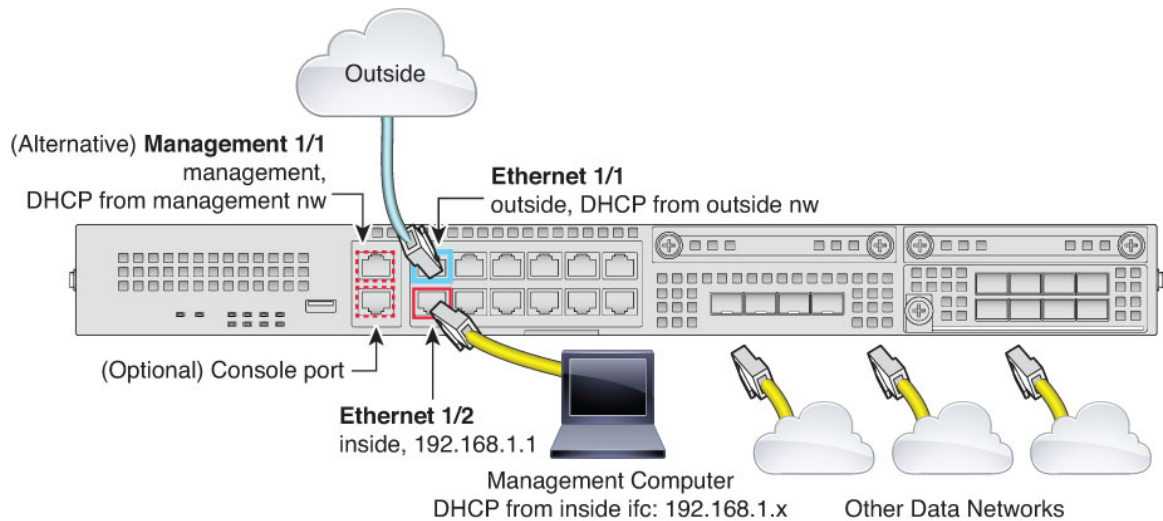 Outside
(Alternative) Management 1/1
management,
DHCP from management nw
Ethernet 1/1
outside, DHCP from outside nw
(Optional) Console port
Ethernet 1/2
inside, 192.168.1.1
Management Computer
DHCP from inside ifc: 192.168.1.x
Other Data Networks